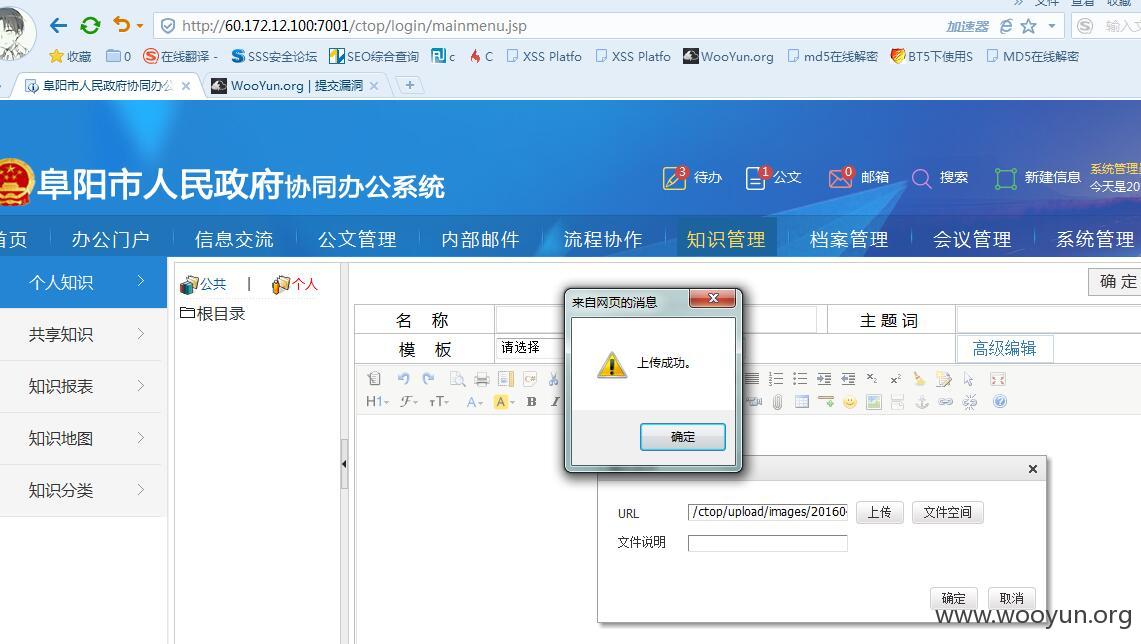 http://60.172.12.100:7001/ctop/login/mainmenu.jsp 加速器
收藏 0 在线翻译 - SSS安全论坛 SEO综合查询 c C XSS Platfo XSS Platfo WooYun.org md5在线解密 BT5下使用S MD5在线解密
阜阳市人民政府协同办公 WooYun.org | 提交漏洞
阜阳市人民政府协同办公系统
3 待办 1 公文 0 邮箱 搜索 新建信息 系统管理
今天是20
首页 办公门户 信息交流 公文管理 内部邮件 流程协作 知识管理 档案管理 会议管理 系统管理
个人知识
共享知识
知识报表
知识地图
知识分类
公共 | 个人
根目录
确 定
名 称
主 题 词
模 板
请选择
高级编辑
H1 T B I
来自网页的消息
上传成功。
确定
URL /ctop/upload/images/20160 上传 文件空间
文件说明
确定 取消
www.wooyun.org